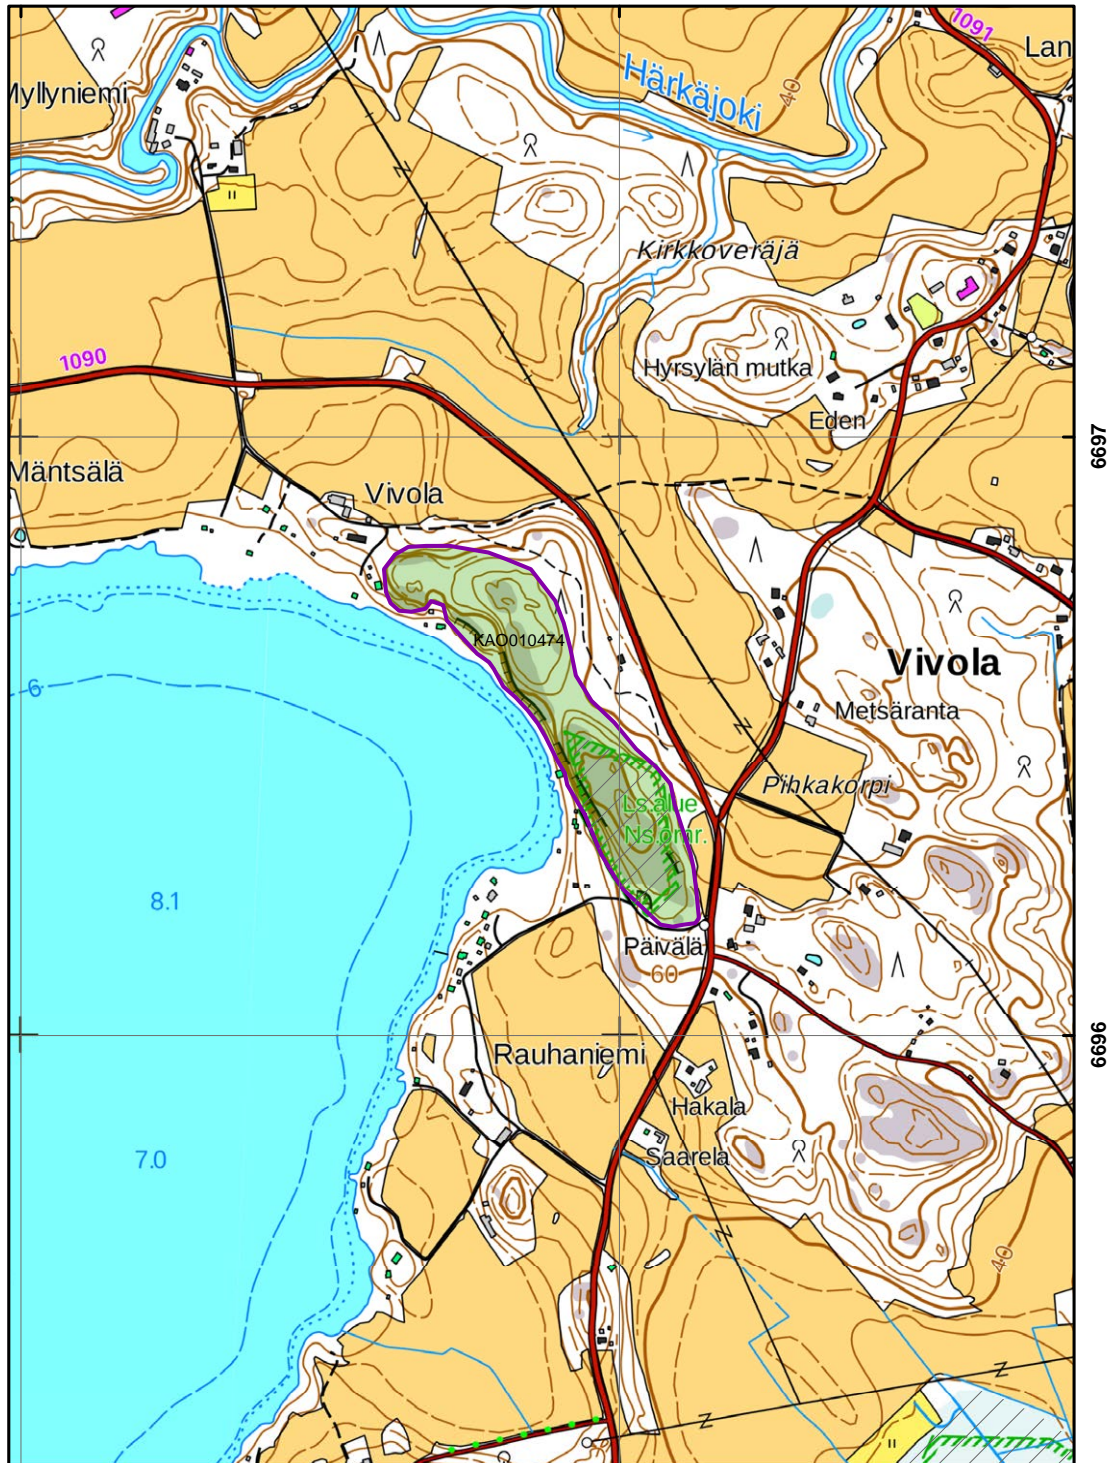 1091
Lan
Myllyniemi
Härkäjoki
40
Kirkkoveräjä
1090
Hyrsylän mutka
Eden
6697
Mäntsälä
Vivola
KAO010474
6
Vivola
Metsäranta
Pihkakorpi
Ls.alue
Ns.omr.
8.1
Päivälä
60
6696
Rauhaniemi
Hakala
7.0
Saarela
40